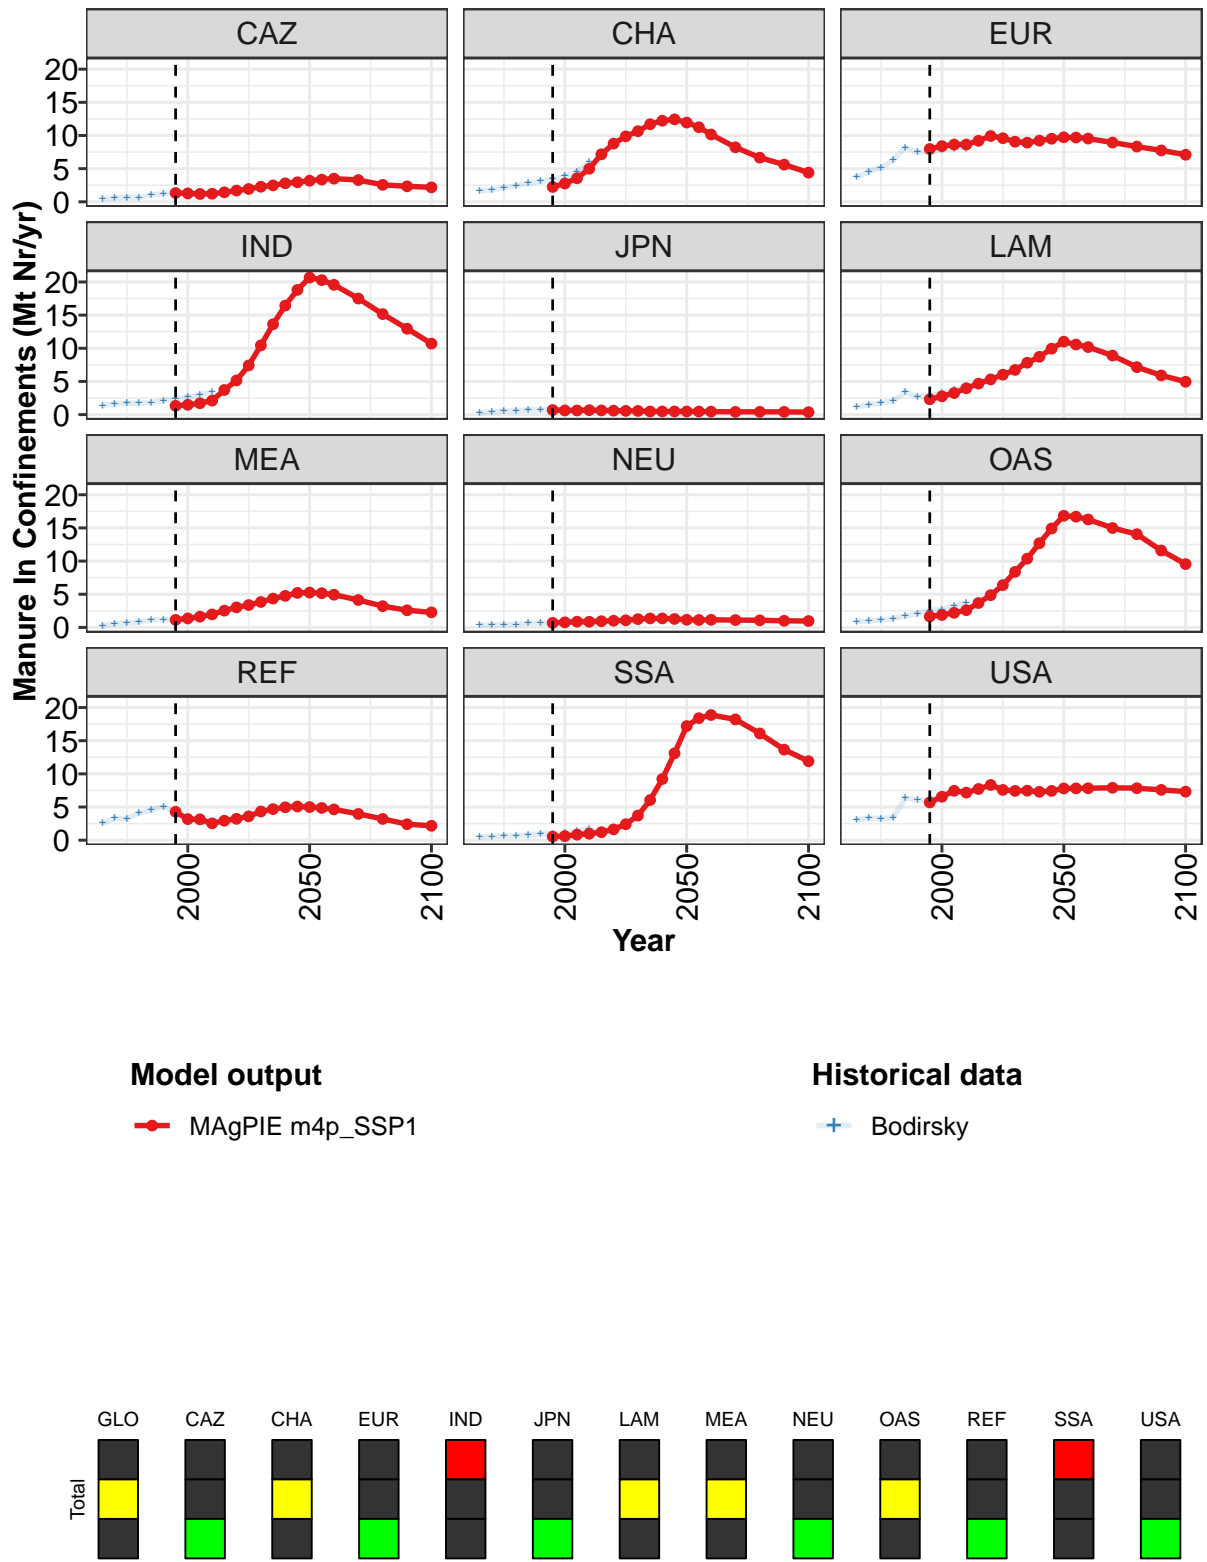 CAZ CHA EUR
20
15
10
5
0
IND JPN LAM
20
15
10
5
0
MEA NEU OAS
20
15
10
5
0
REF SSA USA
20
15
10
5
0
Manure In Confinements (Mt Nr/yr)
2000 2050 2100 2000 2050 2100 2000 2050 2100
Year
Model output
MAgPIE m4p_SSP1
Historical data
Bodirsky
GLO CAZ CHA EUR IND JPN LAM MEA NEU OAS REF SSA USA
Total